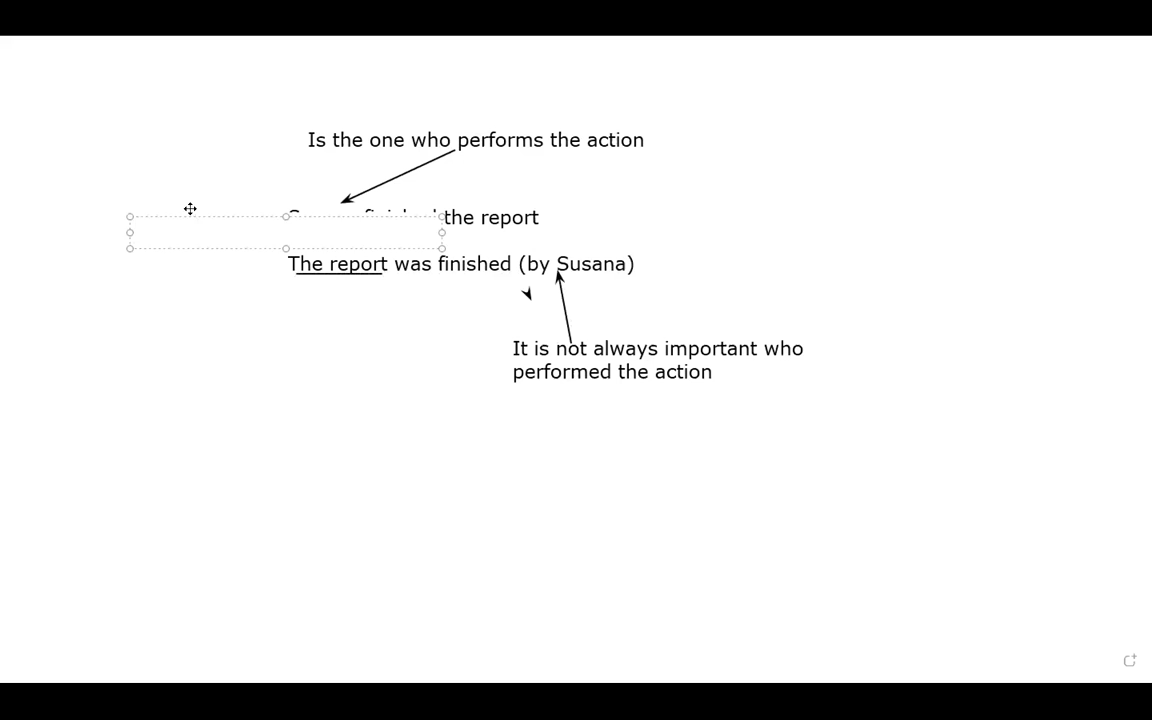 Is the one who performs the action
the report
The report was finished (by Susana)
It is not always important who
performed the action